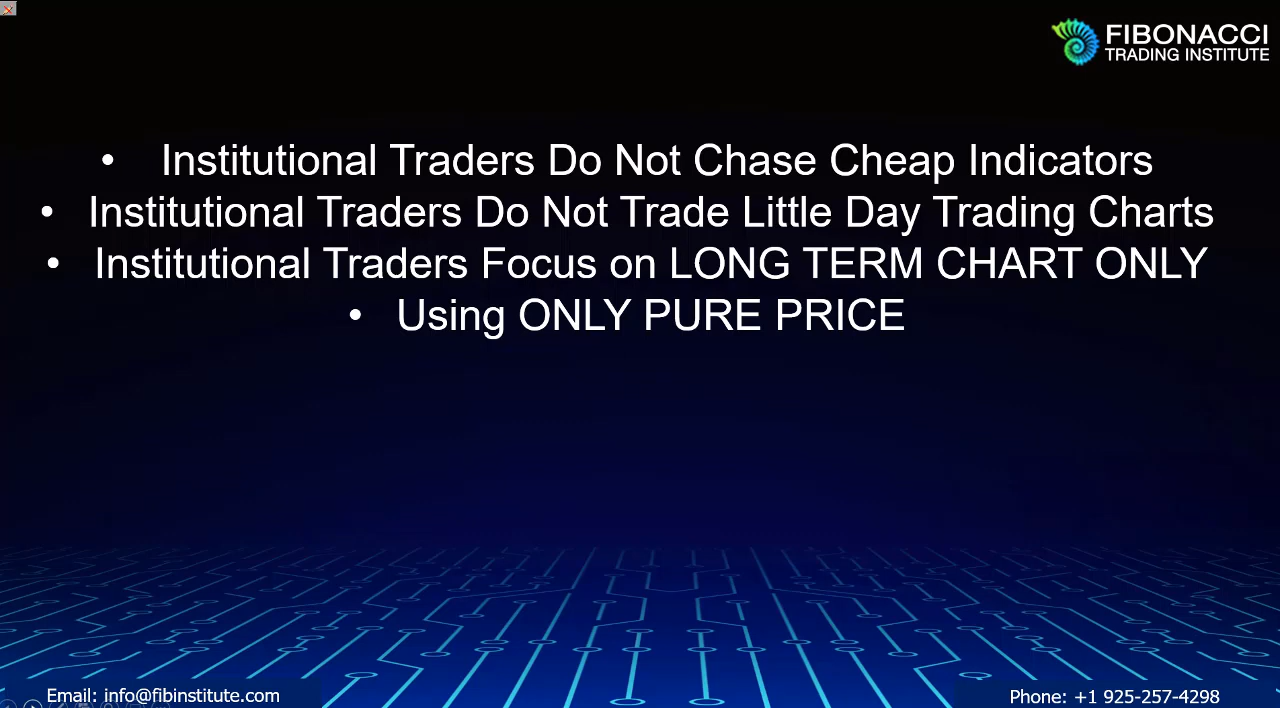 FIBONACCI
TRADING INSTITUTE
• Institutional Traders Do Not Chase Cheap Indicators
• Institutional Traders Do Not Trade Little Day Trading Charts
• Institutional Traders Focus on LONG TERM CHART ONLY
• Using ONLY PURE PRICE
Email: info@fibinstitute.com
Phone: +1 925-257-4298